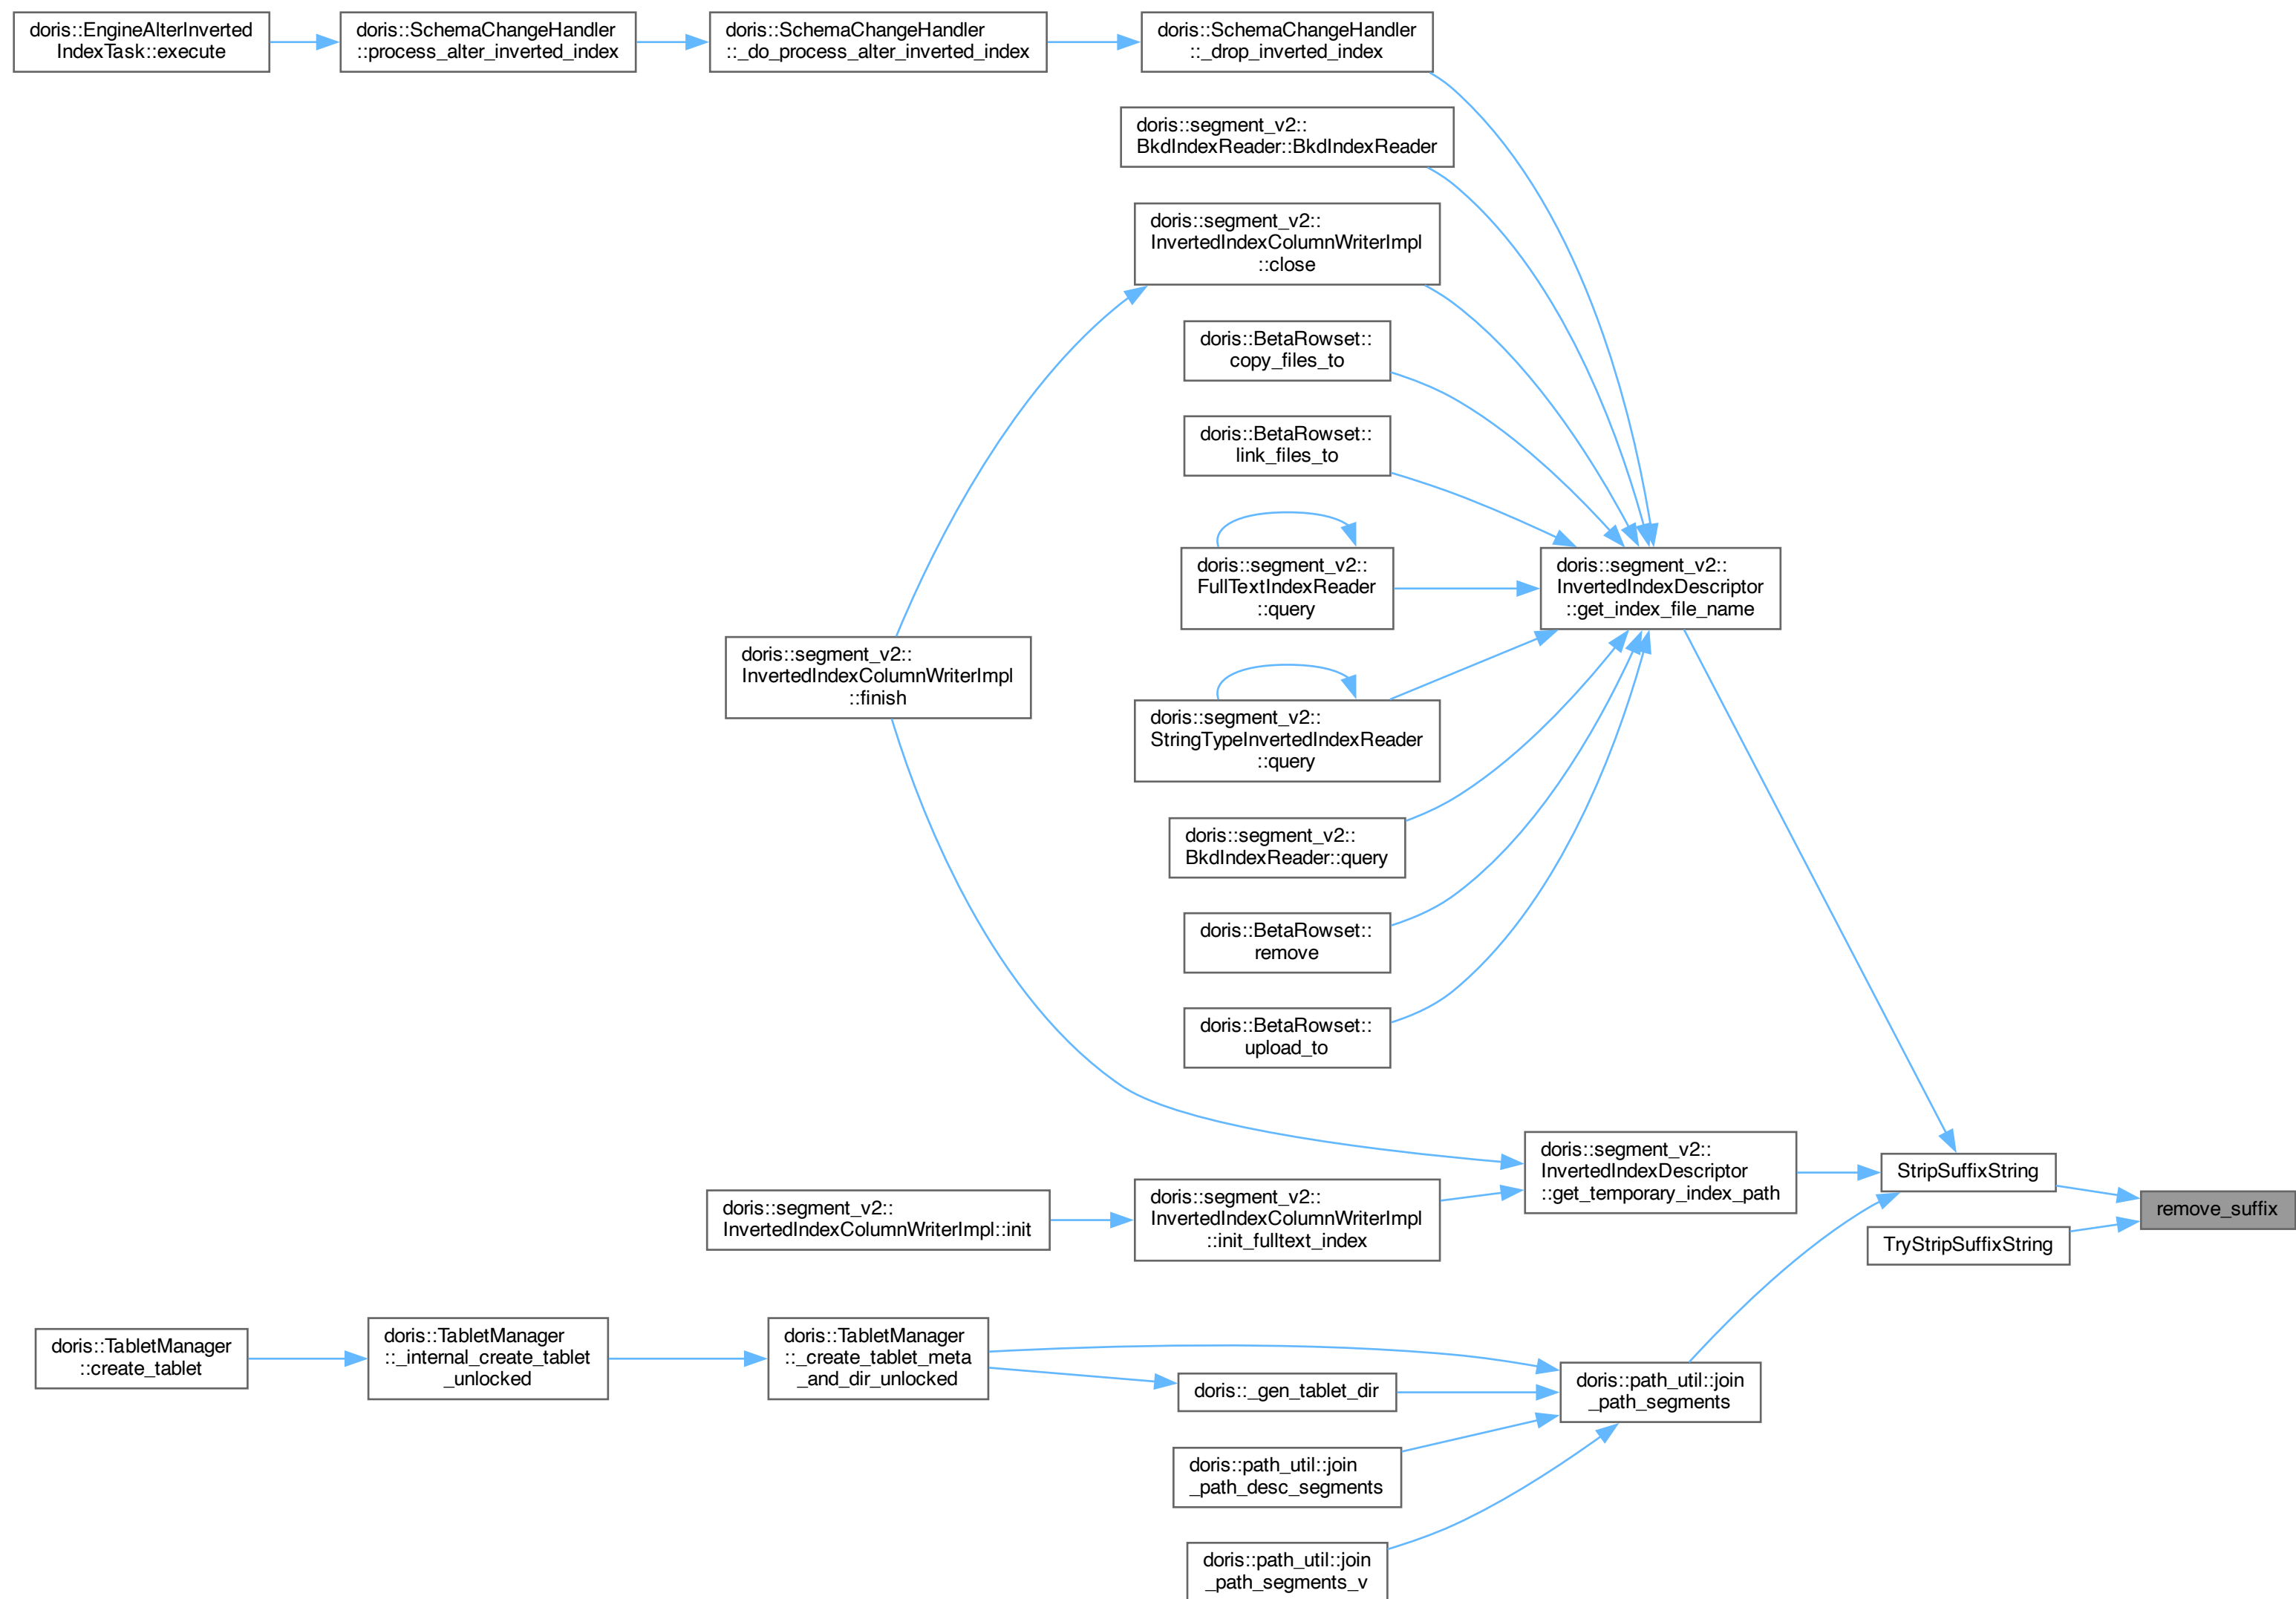 doris::EngineAlterInverted
IndexTask::execute
doris::SchemaChangeHandler
::process_alter_inverted_index
doris::SchemaChangeHandler
::_do_process_alter_inverted_index
doris::SchemaChangeHandler
::_drop_inverted_index
doris::segment_v2::
BkdIndexReader::BkdIndexReader
doris::segment_v2::
InvertedIndexColumnWriterImpl
::close
doris::BetaRowset::
copy_files_to
doris::BetaRowset::
link_files_to
doris::segment_v2::
FullTextIndexReader
::query
doris::segment_v2::
InvertedIndexDescriptor
::get_index_file_name
doris::segment_v2::
InvertedIndexColumnWriterImpl
::finish
doris::segment_v2::
StringTypeInvertedIndexReader
::query
doris::segment_v2::
BkdIndexReader::query
doris::BetaRowset::
remove
doris::BetaRowset::
upload_to
doris::segment_v2::
InvertedIndexDescriptor
::get_temporary_index_path
StripSuffixString
remove_suffix
TryStripSuffixString
doris::segment_v2::
InvertedIndexColumnWriterImpl::init
doris::segment_v2::
InvertedIndexColumnWriterImpl
::init_fulltext_index
doris::TabletManager
::create_tablet
doris::TabletManager
::_internal_create_tablet
_unlocked
doris::TabletManager
::_create_tablet_meta
_and_dir_unlocked
doris::_gen_tablet_dir
doris::path_util::join
_path_segments
doris::path_util::join
_path_desc_segments
doris::path_util::join
_path_segments_v